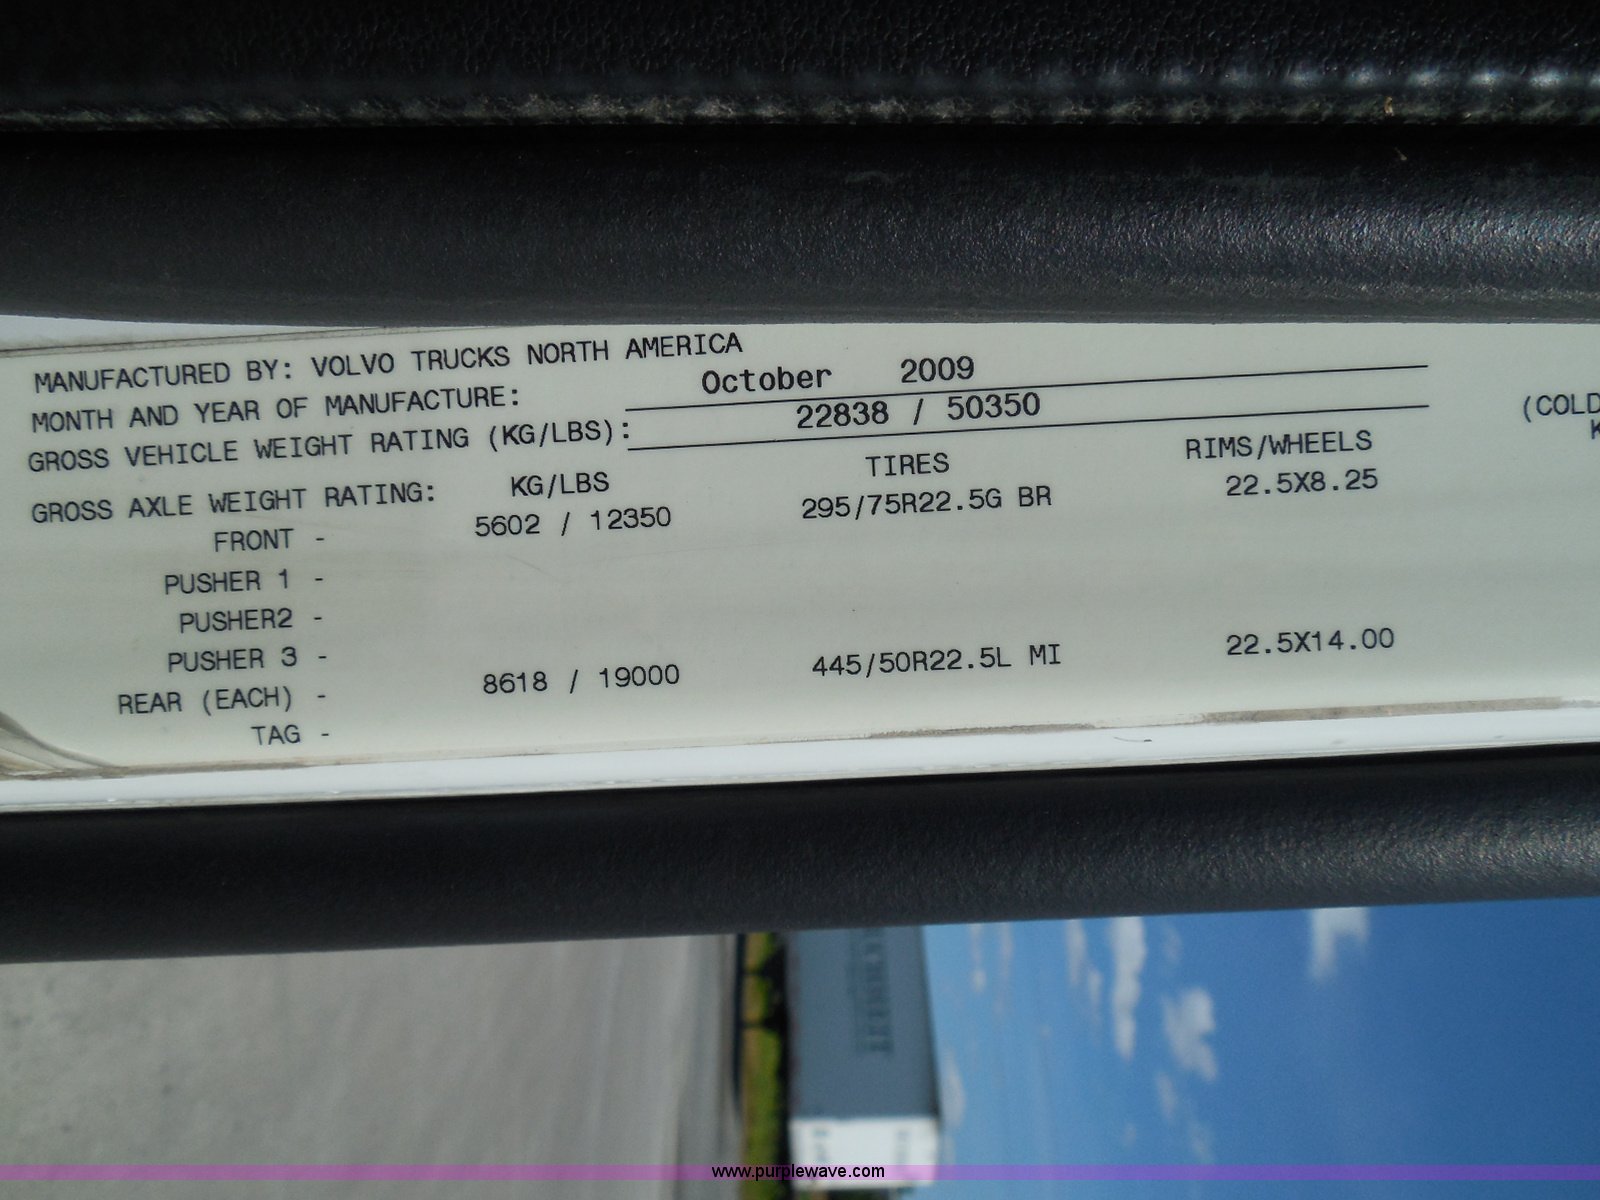 MANUFACTURED BY: VOLVO TRUCKS NORTH AMERICA
MONTH AND YEAR OF MANUFACTURE: October 2009
GROSS VEHICLE WEIGHT RATING (KG/LBS): 22838 / 50350
GROSS AXLE WEIGHT RATING: KG/LBS TIRES RIMS/WHEELS (COLD
FRONT - 5602 / 12350 295/75R22.5G BR 22.5X8.25
PUSHER 1 -
PUSHER2 -
PUSHER 3 -
REAR (EACH) - 8618 / 19000 445/50R22.5L MI 22.5X14.00
TAG -
www.purplewave.com